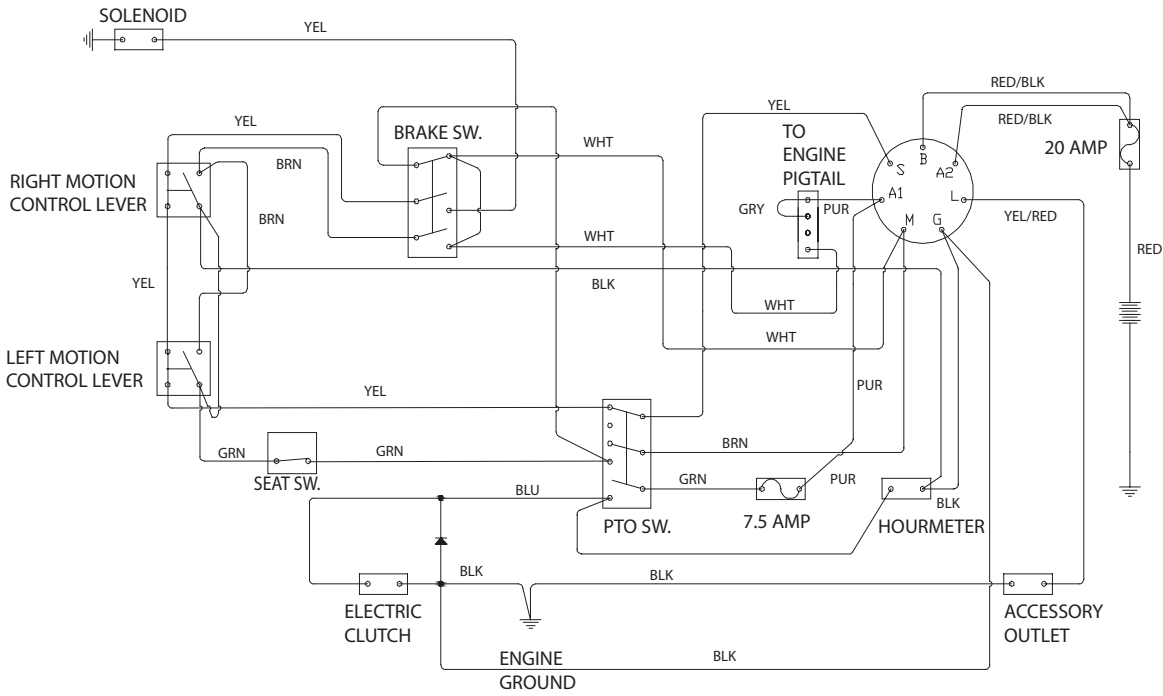 SOLENOID
YEL
RED/BLK
YEL
RED/BLK
YEL
BRAKE SW.
WHT
TO
ENGINE
PIGTAIL
20 AMP
B
S
A2
BRN
RIGHT MOTION
CONTROL LEVER
A1
L
GRY
PUR
BRN
M
G
YEL/RED
WHT
RED
YEL
BLK
WHT
WHT
LEFT MOTION
CONTROL LEVER
PUR
YEL
BRN
GRN
GRN
SEAT SW.
GRN
PUR
BLU
BLK
PTO SW.
7.5 AMP
HOURMETER
BLK
BLK
ELECTRIC
CLUTCH
ACCESSORY
OUTLET
ENGINE
GROUND
BLK